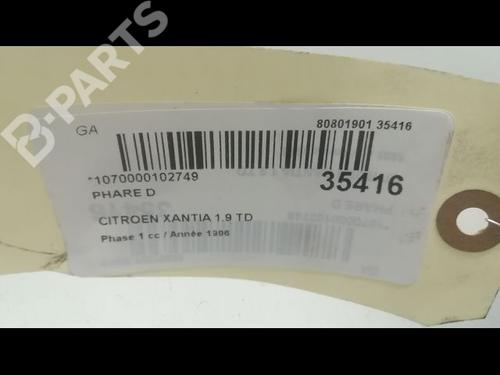 B-PARTS
GA
80801901 35416
*1070000102749
35416
PHARE D
CITROEN XANTIA 1.9 TD
Phase 1 cc / Année 1996